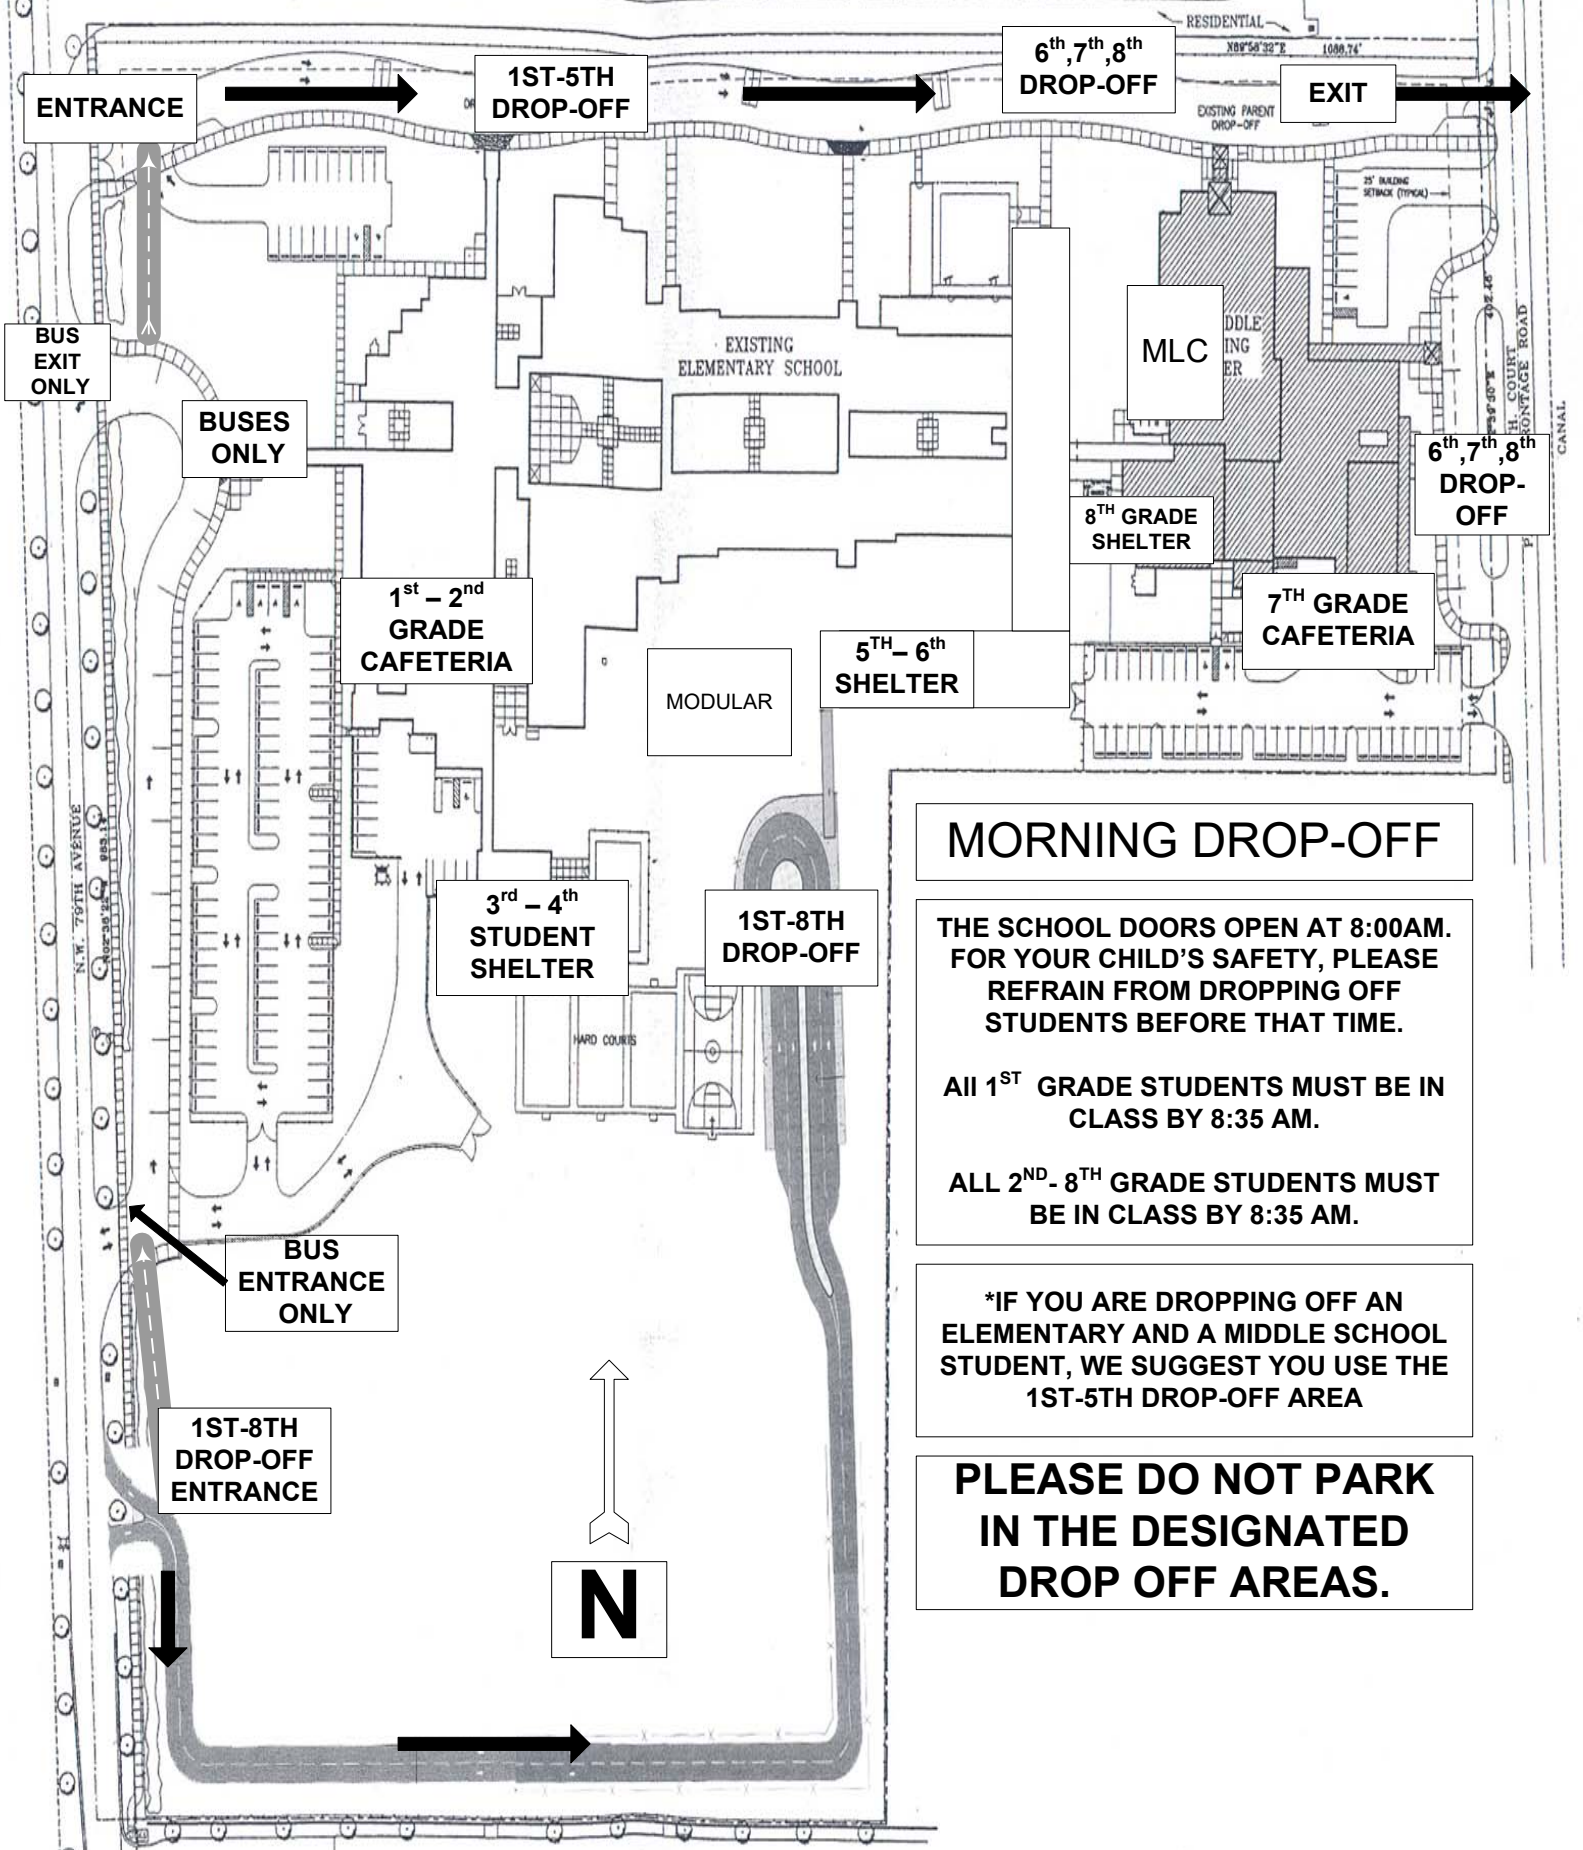 RESIDENTIAL
N89°58'32"E 1088.74'
ENTRANCE
1ST-5TH
DROP-OFF
6th,7th,8th
DROP-OFF
EXIT
EXISTING PARENT
DROP-OFF
25' BUILDING
SETBACK (TYPICAL)
BUS
EXIT
ONLY
BUSES
ONLY
EXISTING
ELEMENTARY SCHOOL
MLC
DDLE
ING
ER
402.46'
COURT
RONTAGE ROAD
CANAL
6th,7th,8th
DROP-
OFF
8TH GRADE
SHELTER
1st – 2nd
GRADE
CAFETERIA
7TH GRADE
CAFETERIA
5TH– 6th
SHELTER
MODULAR
N.W. 79TH AVENUE
MORNING DROP-OFF
3rd – 4th
STUDENT
SHELTER
1ST-8TH
DROP-OFF
HARD COURTS
THE SCHOOL DOORS OPEN AT 8:00AM.
FOR YOUR CHILD'S SAFETY, PLEASE
REFRAIN FROM DROPPING OFF
STUDENTS BEFORE THAT TIME.
All 1ST GRADE STUDENTS MUST BE IN
CLASS BY 8:35 AM.
ALL 2ND- 8TH GRADE STUDENTS MUST
BE IN CLASS BY 8:35 AM.
BUS
ENTRANCE
ONLY
*IF YOU ARE DROPPING OFF AN
ELEMENTARY AND A MIDDLE SCHOOL
STUDENT, WE SUGGEST YOU USE THE
1ST-5TH DROP-OFF AREA
1ST-8TH
DROP-OFF
ENTRANCE
PLEASE DO NOT PARK
IN THE DESIGNATED
DROP OFF AREAS.
N